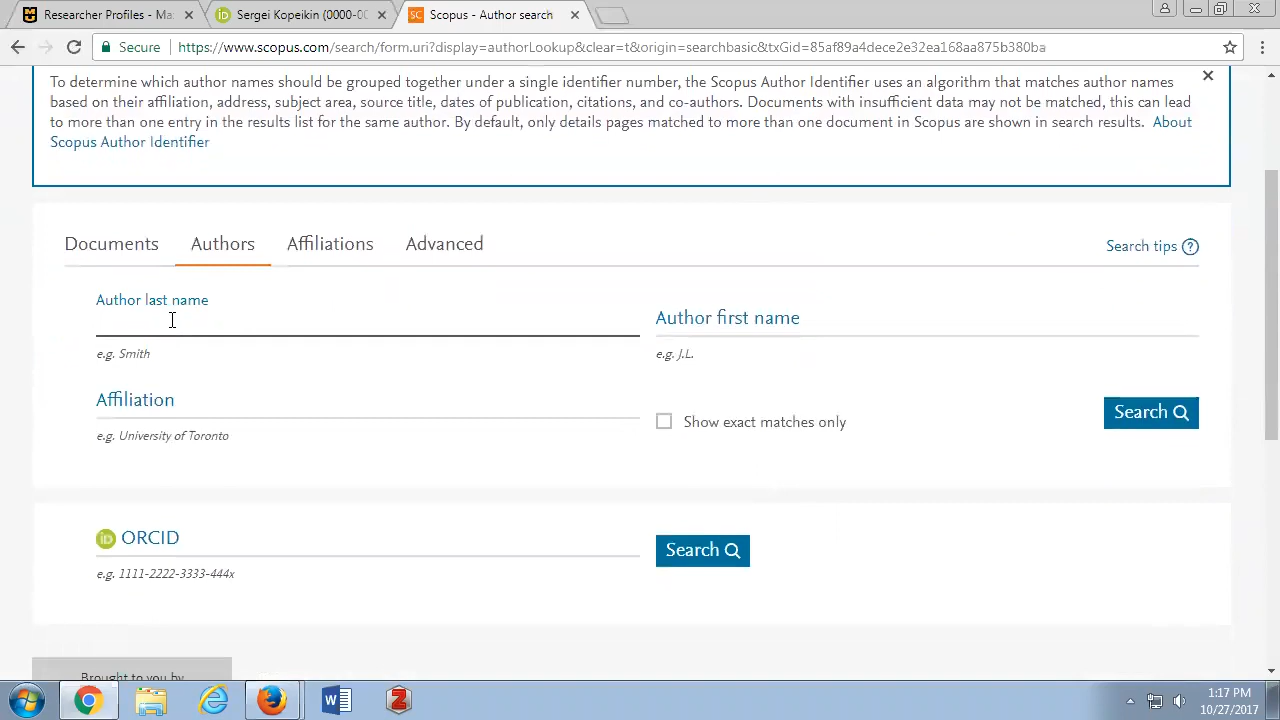 Researcher Profiles - Ma
Sergei Kopeikin (0000-00
SC Scopus - Author search
Secure
https://www.scopus.com/search/form.uri?display=authorLookup&clear=t&origin=searchbasic&txGid=85af89a4dece2e32ea168aa875b380ba
To determine which author names should be grouped together under a single identifier number, the Scopus Author Identifier uses an algorithm that matches author names
based on their affiliation, address, subject area, source title, dates of publication, citations, and co-authors. Documents with insufficient data may not be matched, this can lead
to more than one entry in the results list for the same author. By default, only details pages matched to more than one document in Scopus are shown in search results. About
Scopus Author Identifier
Documents Authors Affiliations Advanced
Search tips ?
Author last name
Author first name
e.g. Smith
e.g. J.L.
Affiliation
Show exact matches only
Search
e.g. University of Toronto
iD ORCID
Search
e.g. 1111-2222-3333-444x
Brought to you by
1:17 PM
10/27/2017